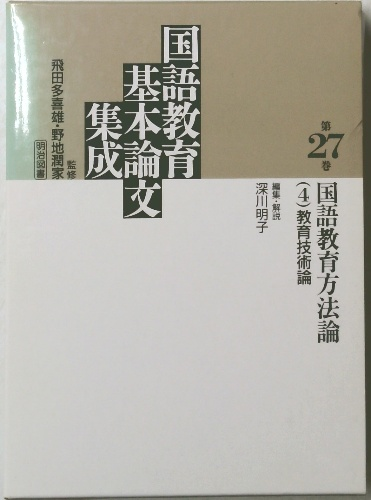 第27巻
国語教育方法論
(4)教育技術論
編集・解説
深川明子
国語教育
基本論文
集成
監修
飛田多喜雄・野地潤家
明治図書